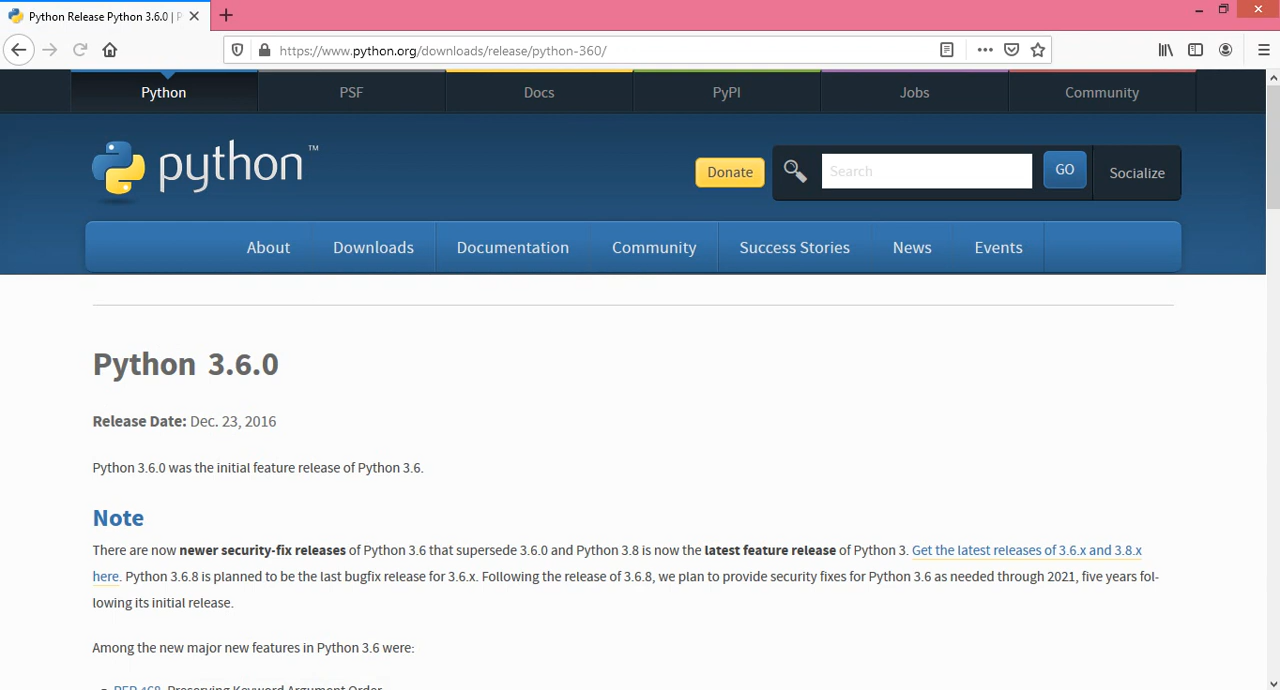 Python Release Python 3.6.0 | P
https://www.python.org/downloads/release/python-360/
Python PSF Docs PyPI Jobs Community
python™
Donate Search GO Socialize
About Downloads Documentation Community Success Stories News Events
Python 3.6.0
Release Date: Dec. 23, 2016
Python 3.6.0 was the initial feature release of Python 3.6.
Note
There are now newer security-fix releases of Python 3.6 that supersede 3.6.0 and Python 3.8 is now the latest feature release of Python 3. Get the latest releases of 3.6.x and 3.8.x
here. Python 3.6.8 is planned to be the last bugfix release for 3.6.x. Following the release of 3.6.8, we plan to provide security fixes for Python 3.6 as needed through 2021, five years fol-
lowing its initial release.
Among the new major new features in Python 3.6 were:
PEP 468, Preserving Keyword Argument Order